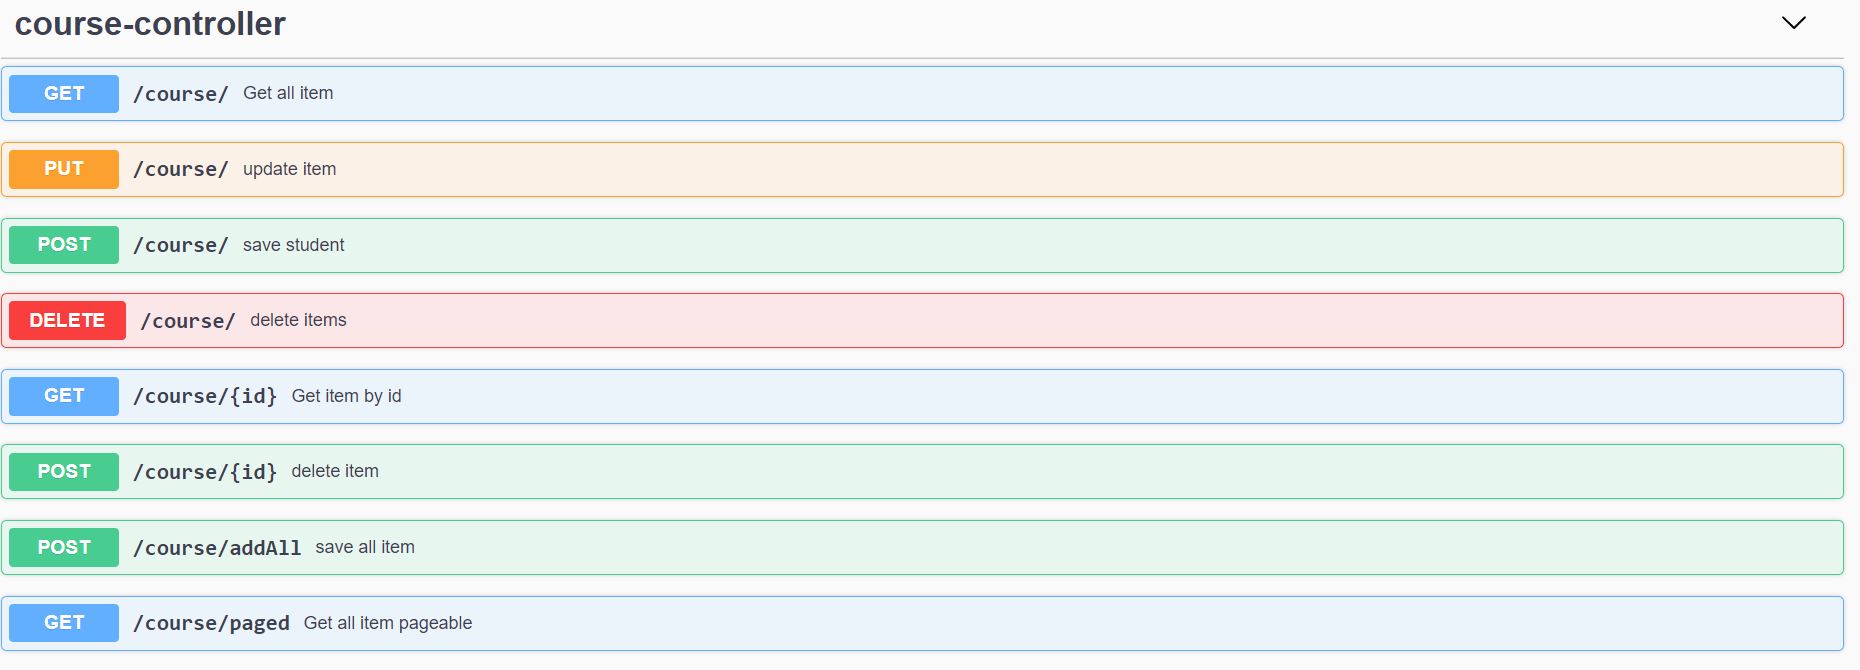 course-controller
GET /course/ Get all item
PUT /course/ update item
POST /course/ save student
DELETE /course/ delete items
GET /course/{id} Get item by id
POST /course/{id} delete item
POST /course/addAll save all item
GET /course/paged Get all item pageable